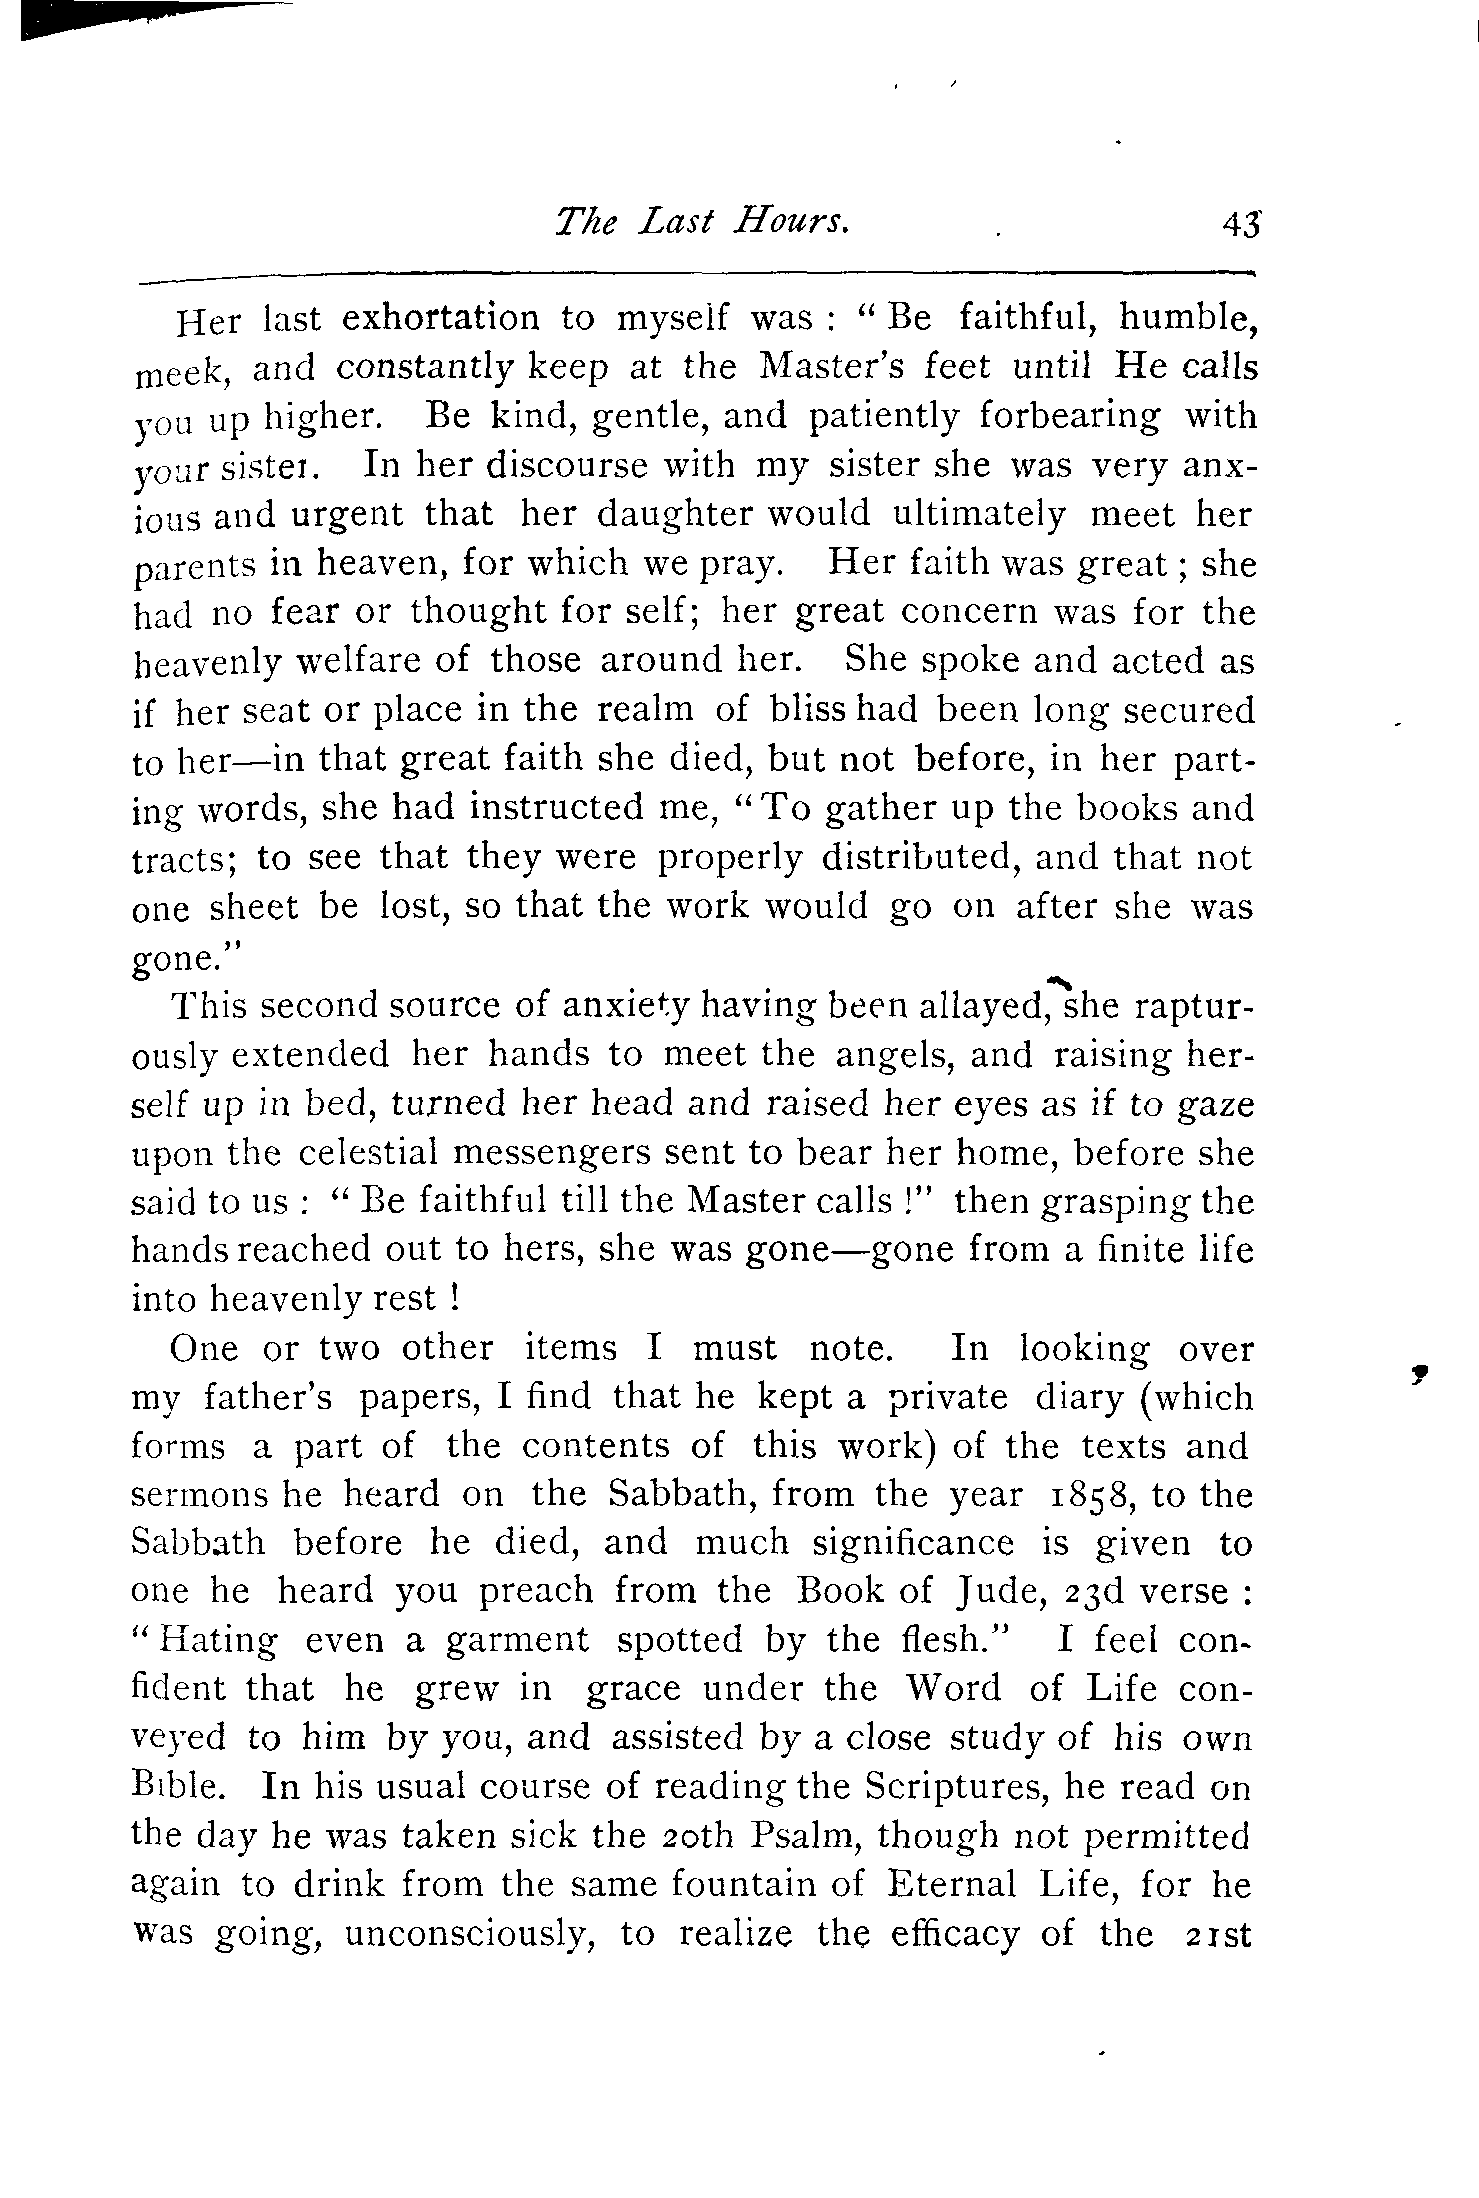 The Last Hours. 43
Her last exhortation to myself was : " Be faithful, humble,
meek, and constantly keep at the Master's feet until He calls
you up higher. Be kind, gentle, and patiently forbearing with
your sister. In her discourse with my sister she was very anx-
ious and urgent that her daughter would ultimately meet her
parents in heaven, for which we pray. Her faith was great ; she
had no fear or thought for self; her great concern was for the
heavenly welfare of those around her. She spoke and acted as
if her seat or place in the realm of bliss had been long secured
to her—in that great faith she died, but not before, in her part-
ing words, she had instructed me, " To gather up the books and
tracts; to see that they were properly distributed, and that not
one sheet be lost, so that the work would go on after she was
gone."
This second source of anxiety having been allayed, she raptur-
ously extended her hands to meet the angels, and raising her-
self up in bed, turned her head and raised her eyes as if to gaze
upon the celestial messengers sent to bear her home, before she
said to us : " Be faithful till the Master calls !" then grasping the
hands reached out to hers, she was gone—gone from a finite life
into heavenly rest !
One or two other items I must note. In looking over
my father's papers, I find that he kept a private diary (which
forms a part of the contents of this work) of the texts and
sermons he heard on the Sabbath, from the year 1858, to the
Sabbath before he died, and much significance is given to
one he heard you preach from the Book of Jude, 23d verse :
" Hating even a garment spotted by the flesh." I feel con-
fident that he grew in grace under the Word of Life con-
veyed to him by you, and assisted by a close study of his own
Bible. In his usual course of reading the Scriptures, he read on
the day he was taken sick the 20th Psalm, though not permitted
again to drink from the same fountain of Eternal Life, for he
was going, unconsciously, to realize the efficacy of the 21st